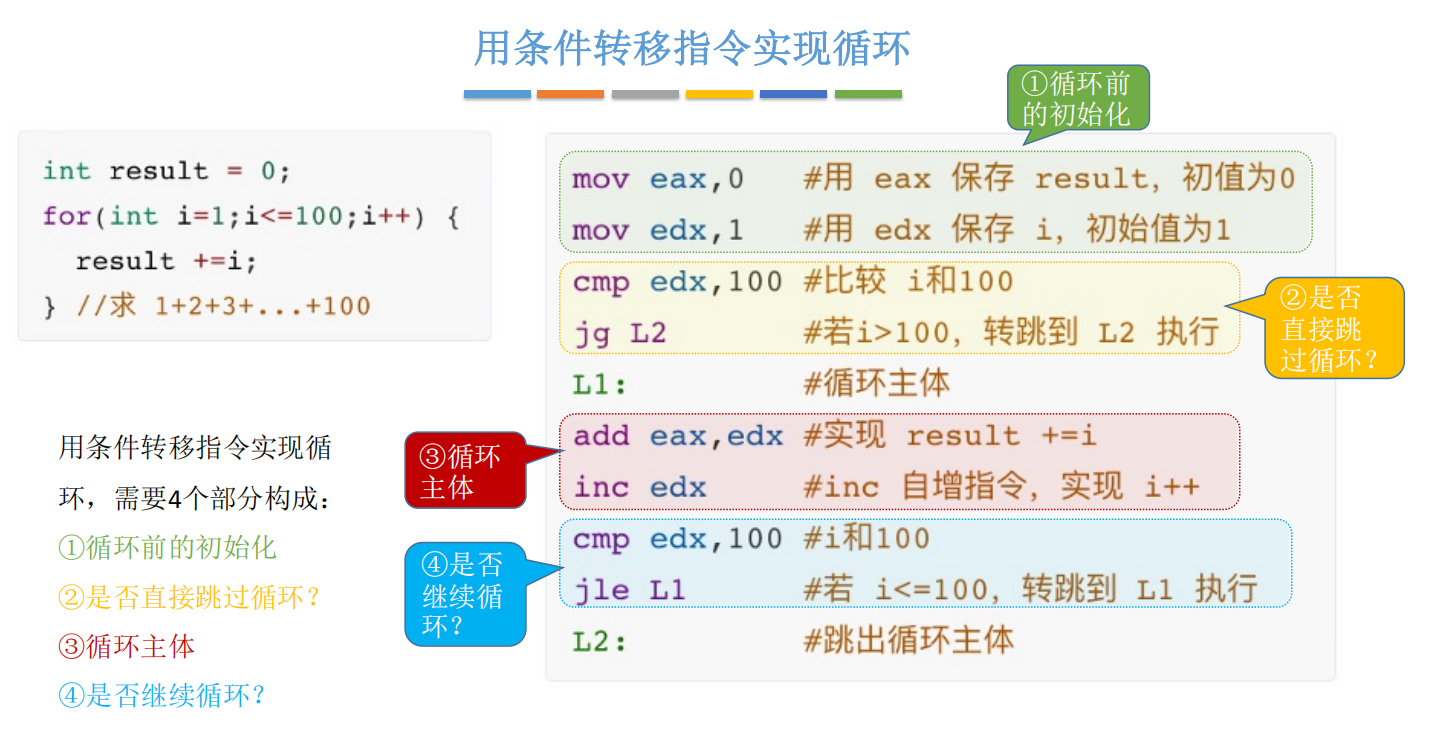 用条件转移指令实现循环
①循环前
的初始化
int result = 0;
for(int i=1;i<=100;i++) {
result +=i;
} //求 1+2+3+...+100
mov eax,0 #用 eax 保存 result，初值为0
mov edx,1 #用 edx 保存 i，初始值为1
cmp edx,100 #比较 i和100
jg L2 #若i>100，转跳到 L2 执行
②是否
直接跳
过循环？
L1: #循环主体
add eax,edx #实现 result +=i
inc edx #inc 自增指令，实现 i++
③循环
主体
cmp edx,100 #i和100
jle L1 #若 i<=100，转跳到 L1 执行
④是否
继续循
环？
L2: #跳出循环主体
用条件转移指令实现循
环，需要4个部分构成：
①循环前的初始化
②是否直接跳过循环？
③循环主体
④是否继续循环？